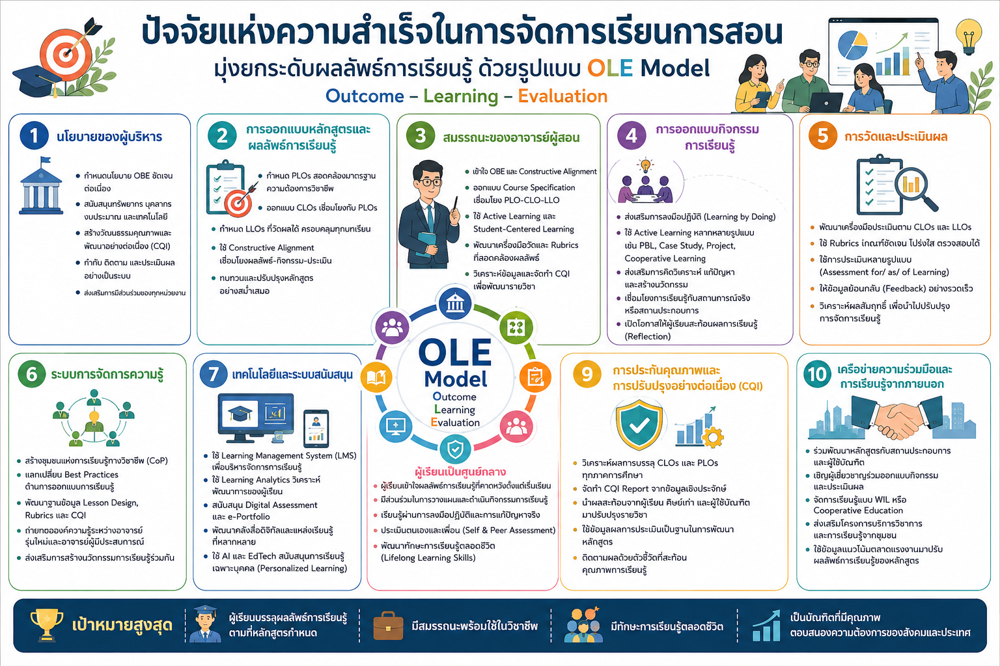 ปัจจัยแห่งความสำเร็จในการจัดการเรียนการสอน
มุ่งยกระดับผลลัพธ์การเรียนรู้ ด้วยรูปแบบ OLE Model
Outcome – Learning – Evaluation
1 นโยบายของผู้บริหาร
• กำหนดนโยบาย OBE ชัดเจน
ต่อเนื่อง
• สนับสนุนทรัพยากร บุคลากร
งบประมาณ และเทคโนโลยี
• สร้างวัฒนธรรมคุณภาพและ
พัฒนาอย่างต่อเนื่อง (CQI)
• กำกับ ติดตาม และประเมินผล
อย่างเป็นระบบ
• ส่งเสริมการมีส่วนร่วมของทุกหน่วยงาน
2 การออกแบบหลักสูตรและ
ผลลัพธ์การเรียนรู้
• กำหนด PLOs สอดคล้องมาตรฐาน
ความต้องการวิชาชีพ
• ออกแบบ CLOs เชื่อมโยงกับ PLOs
• กำหนด LLOs ที่วัดผลได้ ครอบคลุมทุกบทเรียน
• ใช้ Constructive Alignment
เชื่อมโยงผลลัพธ์-กิจกรรม-ประเมิน
• ทบทวนและปรับปรุงหลักสูตร
อย่างสม่ำเสมอ
3 สมรรถนะของอาจารย์ผู้สอน
• เข้าใจ OBE และ Constructive Alignment
• ออกแบบ Course Specification
เชื่อมโยง PLO-CLO-LLO
• ใช้ Active Learning และ
Student-Centered Learning
• พัฒนาเครื่องมือวัดและ Rubrics
ที่สอดคล้องผลลัพธ์
• วิเคราะห์ข้อมูลและจัดทำ CQI
เพื่อพัฒนารายวิชา
4 การออกแบบกิจกรรม
การเรียนรู้
• ส่งเสริมการลงมือปฏิบัติ (Learning by Doing)
• ใช้ Active Learning หลากหลายรูปแบบ
เช่น PBL, Case Study, Project,
Cooperative Learning
• ส่งเสริมการคิดวิเคราะห์ แก้ปัญหา
และสร้างนวัตกรรม
• เชื่อมโยงการเรียนรู้กับสถานการณ์จริง
หรือสถานประกอบการ
• เปิดโอกาสให้ผู้เรียนสะท้อนผลการเรียนรู้
(Reflection)
5 การวัดและประเมินผล
• พัฒนาเครื่องมือประเมินตาม CLOs และ LLOs
• ใช้ Rubrics เกณฑ์ชัดเจน โปร่งใส ตรวจสอบได้
• ใช้การประเมินหลายรูปแบบ
(Assessment for/ as/ of Learning)
• ให้ข้อมูลย้อนกลับ (Feedback) อย่างรวดเร็ว
• วิเคราะห์ผลสัมฤทธิ์ เพื่อนำไปปรับปรุง
การจัดการเรียนรู้
OLE
Model
Outcome
Learning
Evaluation
6 ระบบการจัดการความรู้
• สร้างชุมชนแห่งการเรียนรู้ทางวิชาชีพ (CoP)
• แลกเปลี่ยน Best Practices
ด้านการออกแบบการเรียนรู้
• พัฒนาฐานข้อมูล Lesson Design,
Rubrics และ CQI
• ถ่ายทอดองค์ความรู้ระหว่างอาจารย์
รุ่นใหม่และอาจารย์ผู้มีประสบการณ์
• ส่งเสริมการสร้างนวัตกรรมการเรียนรู้ร่วมกัน
7 เทคโนโลยีและระบบสนับสนุน
• ใช้ Learning Management System (LMS)
เพื่อบริหารจัดการการเรียนรู้
• ใช้ Learning Analytics วิเคราะห์
พัฒนาการของผู้เรียน
• สนับสนุน Digital Assessment
และ e-Portfolio
• พัฒนาคลังสื่อดิจิทัลและแหล่งเรียนรู้
ที่หลากหลาย
• ใช้ AI และ EdTech สนับสนุนการเรียนรู้
เฉพาะบุคคล (Personalized Learning)
ผู้เรียนเป็นศูนย์กลาง
• ผู้เรียนเข้าใจผลลัพธ์การเรียนรู้ที่คาดหวังตั้งแต่เริ่มเรียน
• มีส่วนร่วมในการวางแผนและดำเนินกิจกรรมการเรียนรู้
• เรียนรู้ผ่านการลงมือปฏิบัติและการแก้ปัญหาจริง
• ประเมินตนเองและเพื่อน (Self & Peer Assessment)
• พัฒนาทักษะการเรียนรู้ตลอดชีวิต
(Lifelong Learning Skills)
9 การประกันคุณภาพและ
การปรับปรุงอย่างต่อเนื่อง (CQI)
• วิเคราะห์ผลการบรรลุ CLOs และ PLOs
ทุกภาคการศึกษา
• จัดทำ CQI Report จากข้อมูลเชิงประจักษ์
• นำผลสะท้อนจากผู้เรียน ศิษย์เก่า และผู้ใช้บัณฑิต
มาปรับปรุงรายวิชา
• ใช้ข้อมูลผลการประเมินเป็นฐานในการพัฒนา
หลักสูตร
• ติดตามผลด้วยตัวชี้วัดที่สะท้อน
คุณภาพการเรียนรู้
10 เครือข่ายความร่วมมือและ
การเรียนรู้จากภายนอก
• ร่วมพัฒนาหลักสูตรกับสถานประกอบการ
และผู้ใช้บัณฑิต
• เชิญผู้เชี่ยวชาญร่วมออกแบบกิจกรรม
และประเมินผล
• จัดการเรียนรู้แบบ WIL หรือ
Cooperative Education
• ส่งเสริมโครงการบริการวิชาการ
และการเรียนรู้จากชุมชน
• ใช้ข้อมูลแนวโน้มตลาดแรงงานมาปรับ
ผลลัพธ์การเรียนรู้ของหลักสูตร
เป้าหมายสูงสุด
ผู้เรียนบรรลุผลลัพธ์การเรียนรู้
ตามที่หลักสูตรกำหนด
มีสมรรถนะพร้อมใช้ในวิชาชีพ
มีทักษะการเรียนรู้ตลอดชีวิต
เป็นบัณฑิตที่มีคุณภาพ
ตอบสนองความต้องการของสังคมและประเทศ